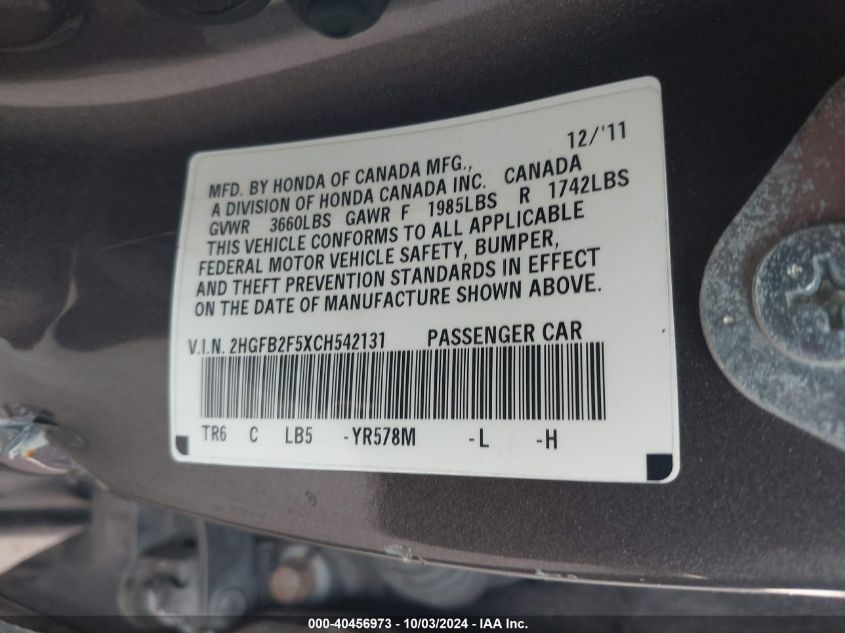 12/'11
MFD. BY HONDA OF CANADA MFG.,
A DIVISION OF HONDA CANADA INC. CANADA
GVWR 3660LBS GAWR F 1985LBS R 1742LBS
THIS VEHICLE CONFORMS TO ALL APPLICABLE
FEDERAL MOTOR VEHICLE SAFETY, BUMPER,
AND THEFT PREVENTION STANDARDS IN EFFECT
ON THE DATE OF MANUFACTURE SHOWN ABOVE.
V.I.N. 2HGFB2F5XCH542131 PASSENGER CAR
TR6 C LB5 -YR578M -L -H
000-40456973 - 10/03/2024 - IAA Inc.